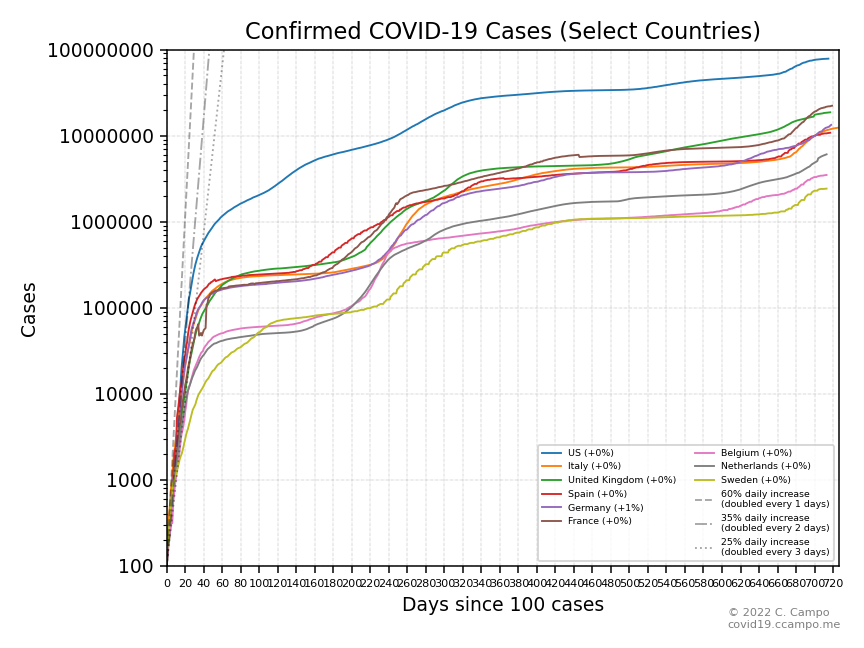 Confirmed COVID-19 Cases (Select Countries)
100000000
10000000
1000000
100000
10000
1000
100
Cases
0 20 40 60 80 100 120 140 160 180 200 220 240 260 280 300 320 340 360 380 400 420 440 460 480 500 520 540 560 580 600 620 640 660 680 700 720
Days since 100 cases
US (+0%)
Italy (+0%)
United Kingdom (+0%)
Spain (+0%)
Germany (+1%)
France (+0%)
Belgium (+0%)
Netherlands (+0%)
Sweden (+0%)
60% daily increase
(doubled every 1 days)
35% daily increase
(doubled every 2 days)
25% daily increase
(doubled every 3 days)
© 2022 C. Campo
covid19.ccampo.me